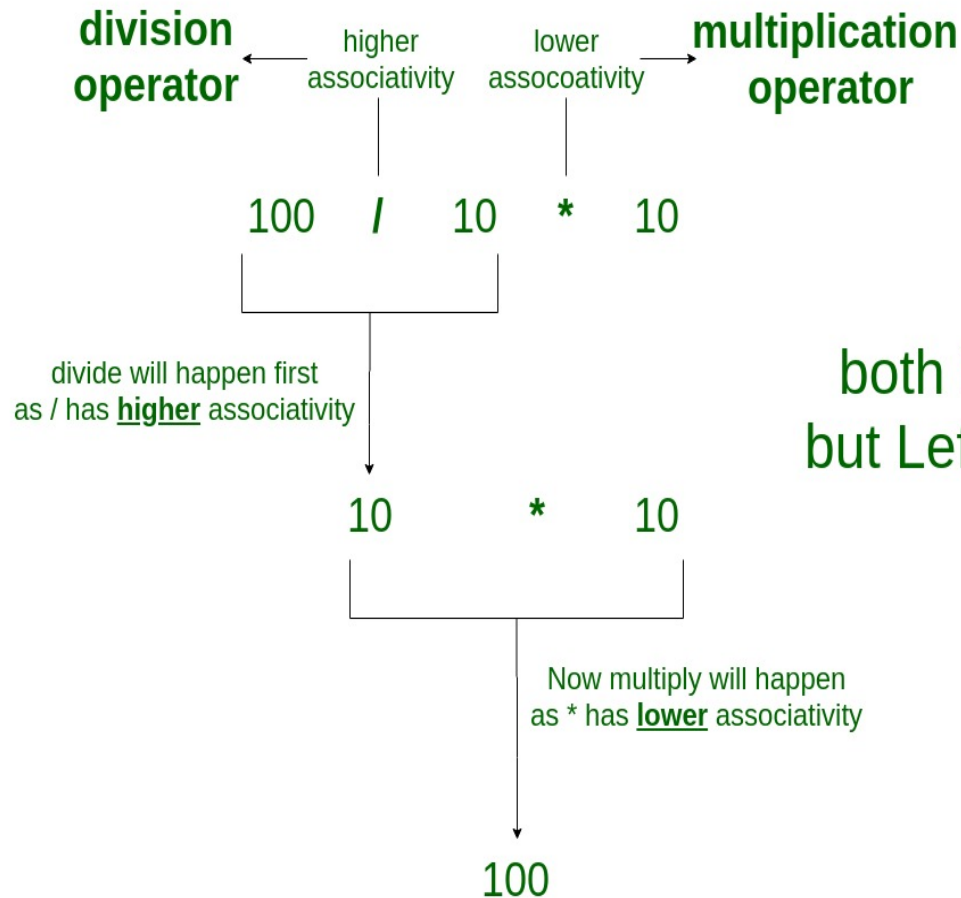 division
operator
higher
associativity
lower
assocoativity
multiplication
operator
100 / 10 * 10
divide will happen first
as / has higher associativity
both
but
10 * 10
Now multiply will happen
as * has lower associativity
100